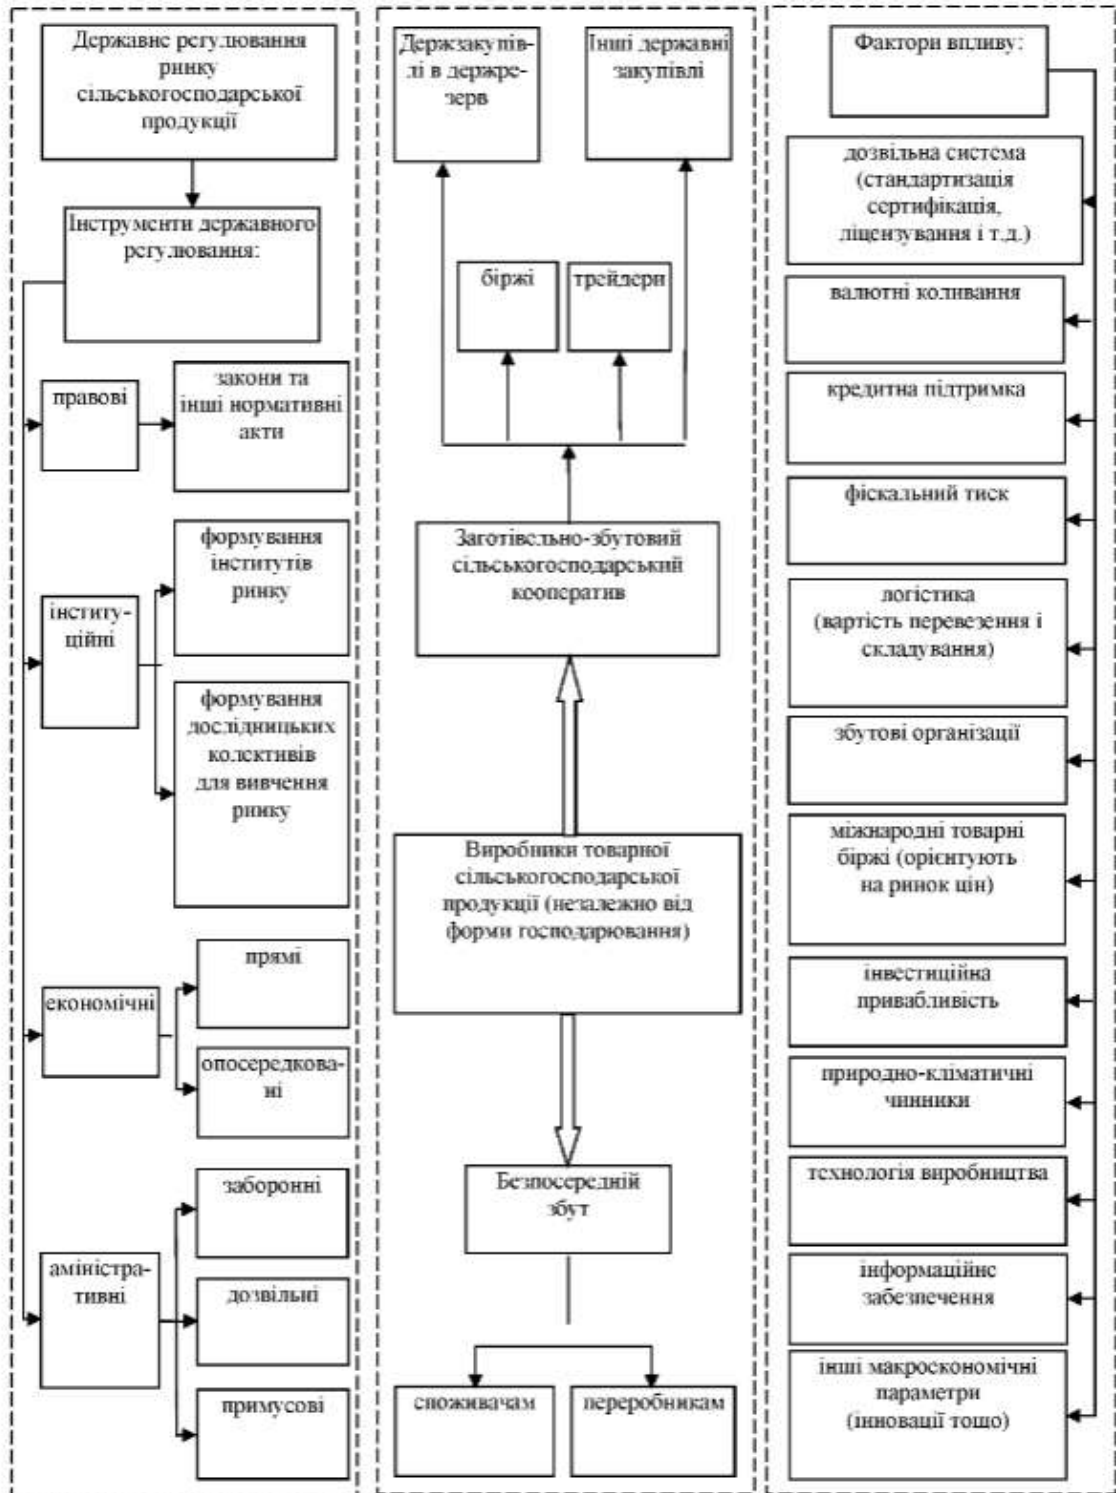 Державне регулювання
ринку
сільськогосподарської
продукції
Інструменти державного
регулювання:
правові
закони та
інші нормативні
акти
інститу–
ційні
формування
інститутів
ринку
формування
дослідницьких
колективів
для вивчення
ринку
економічні
прямі
опосередкова-
ні
аміністра-
тивні
заборонні
дозвільні
примусові
Держзакупів-
лі в держре-
зерв
Інші державні
закупівлі
біржі
трейдери
Заготівельно-збутовий
сільськогосподарський
кооператив
Виробники товарної
сільськогосподарської
продукції (незалежно від
форми господарювання)
Безпосередній
збут
споживачам
переробникам
Фактори впливу:
дозвільна система
(стандартизація
сертифікація,
ліцензування і т.д.)
валютні коливання
кредитна підтримка
фіскальний тиск
логістика
(вартість перевезення і
складування)
збутові організації
міжнародні товарні
біржі (орієнтують
на ринок цін)
інвестиційна
привабливість
природно-кліматичні
чинники
технологія виробництва
інформаційне
забезпечення
інші макроекономічні
параметри
(інновації тощо)